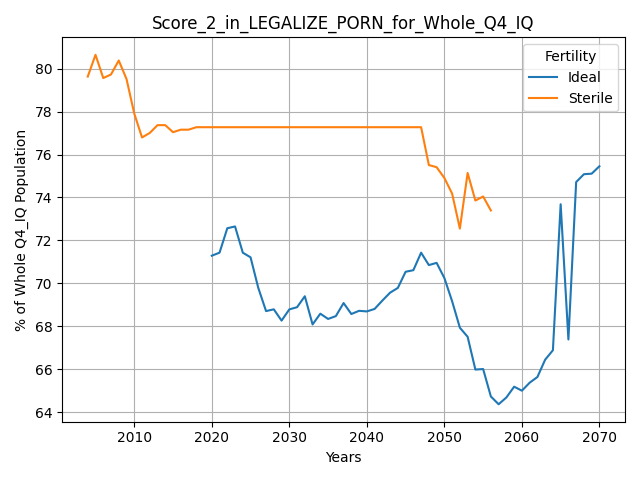 Score_2_in_LEGALIZE_PORN_for_Whole_Q4_IQ
Fertility
Ideal
Sterile
% of Whole Q4_IQ Population
80
78
76
74
72
70
68
66
64
2010
2020
2030
2040
2050
2060
2070
Years